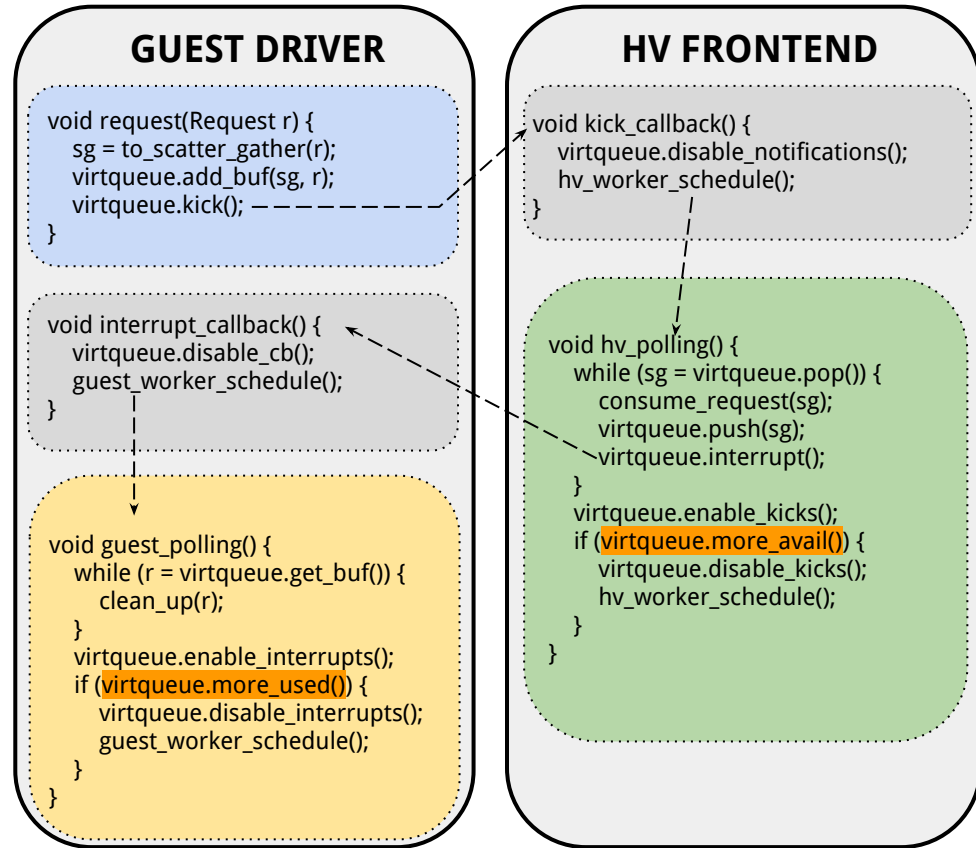 GUEST DRIVER
void request(Request r) {
sg = to_scatter_gather(r);
virtqueue.add_buf(sg, r);
virtqueue.kick();
}
void interrupt_callback() {
virtqueue.disable_cb();
guest_worker_schedule();
}
void guest_polling() {
while (r = virtqueue.get_buf()) {
clean_up(r);
}
virtqueue.enable_interrupts();
if (virtqueue.more_used()) {
virtqueue.disable_interrupts();
guest_worker_schedule();
}
}
HV FRONTEND
void kick_callback() {
virtqueue.disable_notifications();
hv_worker_schedule();
}
void hv_polling() {
while (sg = virtqueue.pop()) {
consume_request(sg);
virtqueue.push(sg);
virtqueue.interrupt();
}
virtqueue.enable_kicks();
if (virtqueue.more_avail()) {
virtqueue.disable_kicks();
hv_worker_schedule();
}
}